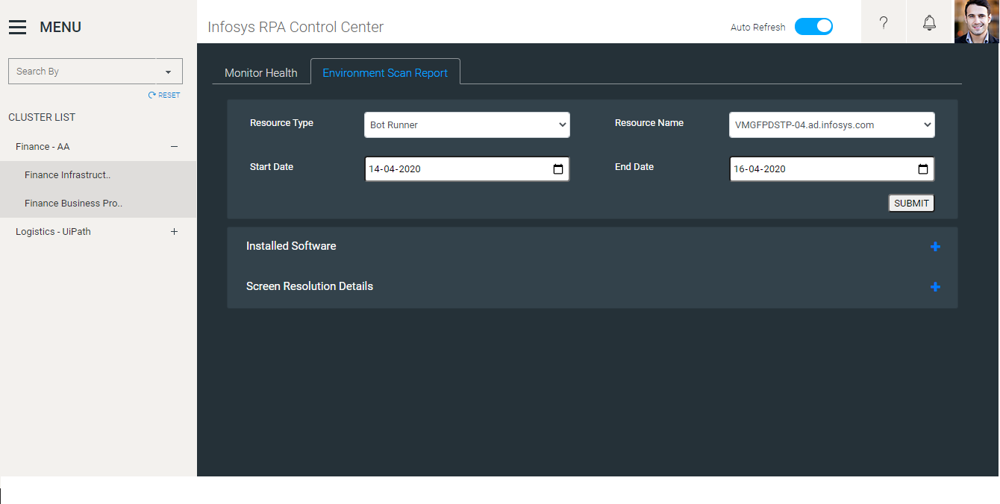 MENU
Infosys RPA Control Center
Auto Refresh
?
Search By
RESET
CLUSTER LIST
Finance - AA
Finance Infrastruct..
Finance Business Pro..
Logistics - UiPath
Monitor Health
Environment Scan Report
Resource Type
Bot Runner
Resource Name
VMGFPDSTP-04.ad.infosys.com
Start Date
14-04-2020
End Date
16-04-2020
SUBMIT
Installed Software
Screen Resolution Details